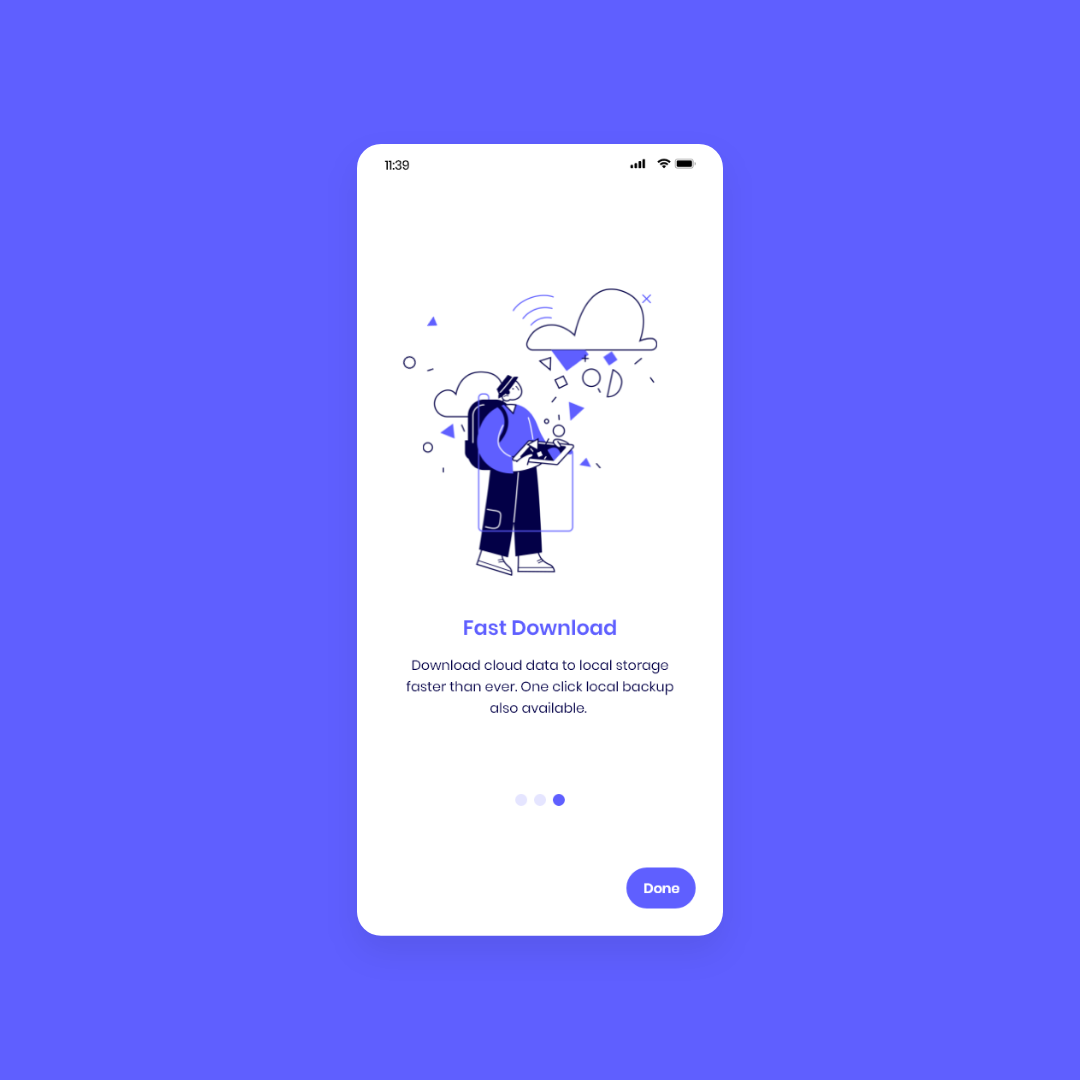 11:39
Fast Download
Download cloud data to local storage
faster than ever. One click local backup
also available.
Done